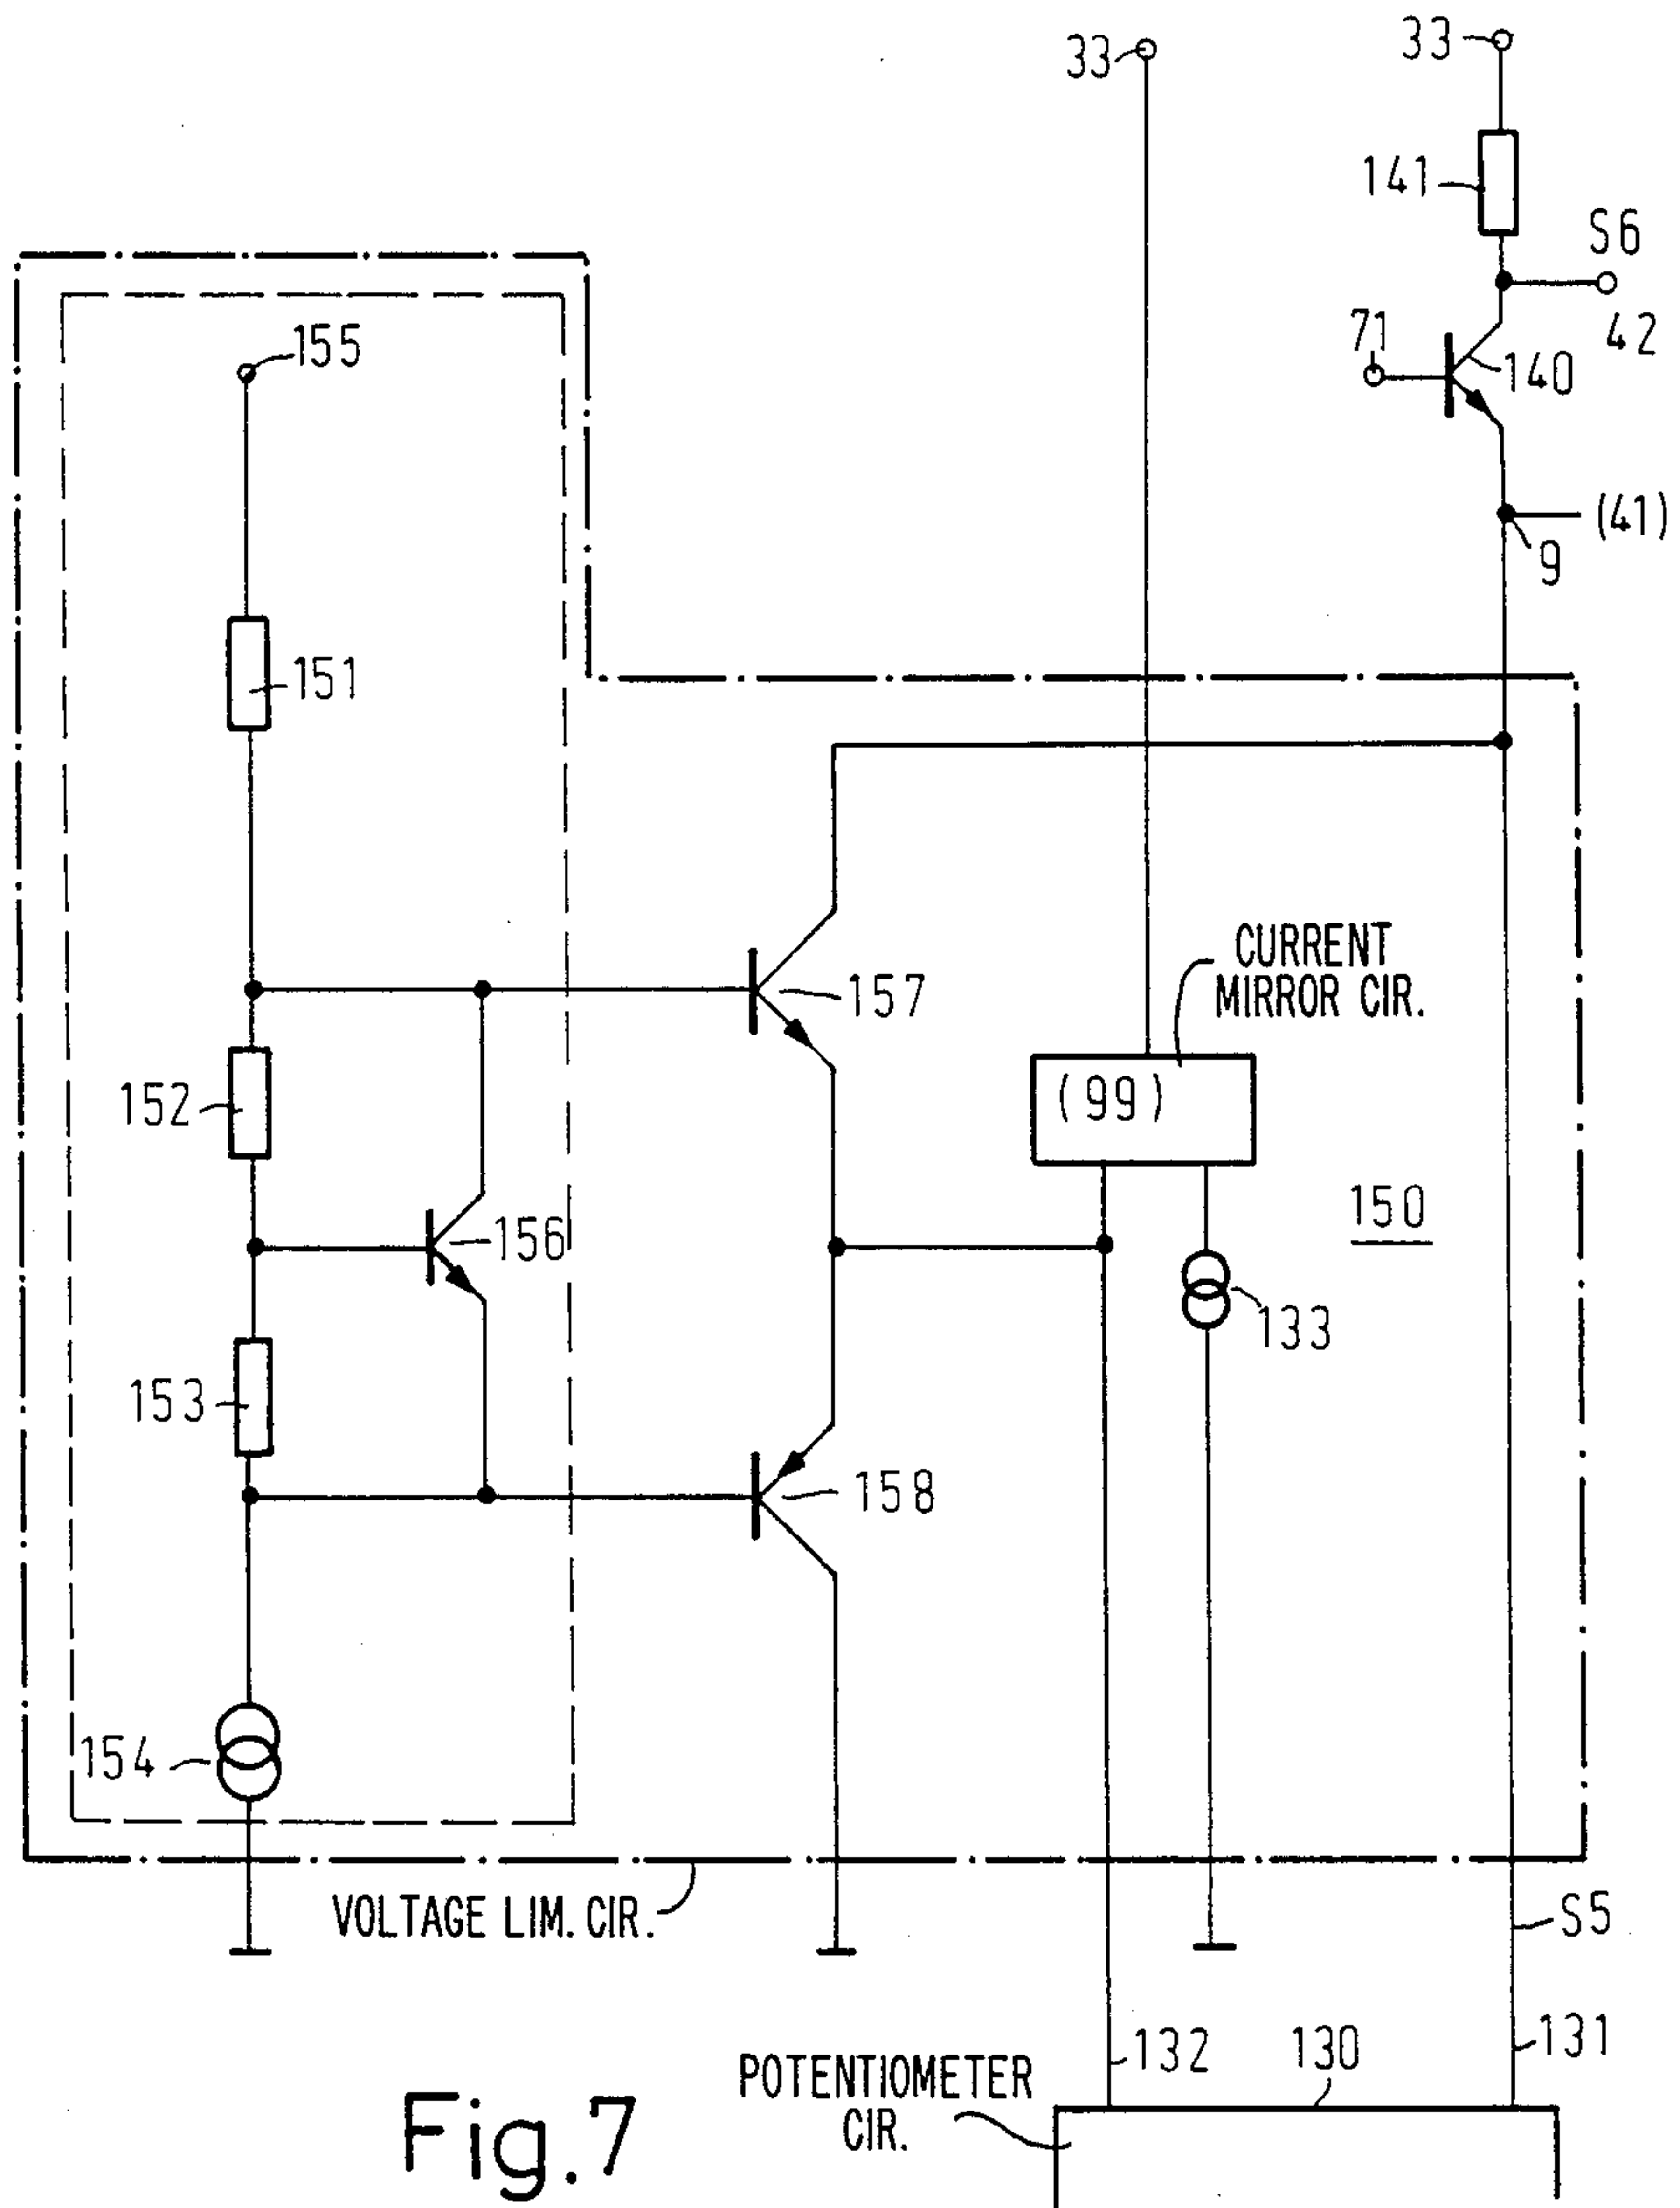 33
33
141
S6
42
71
140
155
(41)
9
151
CURRENT
MIRROR CIR.
157
(99)
152
150
156
133
153
158
154
VOLTAGE LIM. CIR.
S5
132
130
131
POTENTIOMETER
CIR.
Fig.7